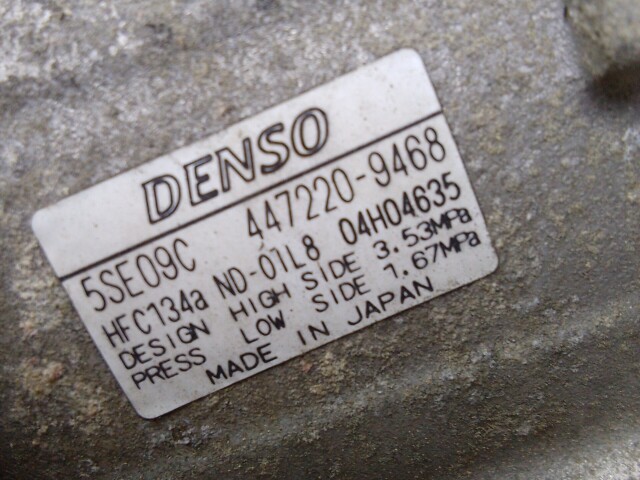 DENSO
5SE09C 447220-9468
HFC134a ND-01L8 04H04635
DESIGN HIGH SIDE 3.53MPa
PRESS LOW SIDE 1.67MPa
MADE IN JAPAN